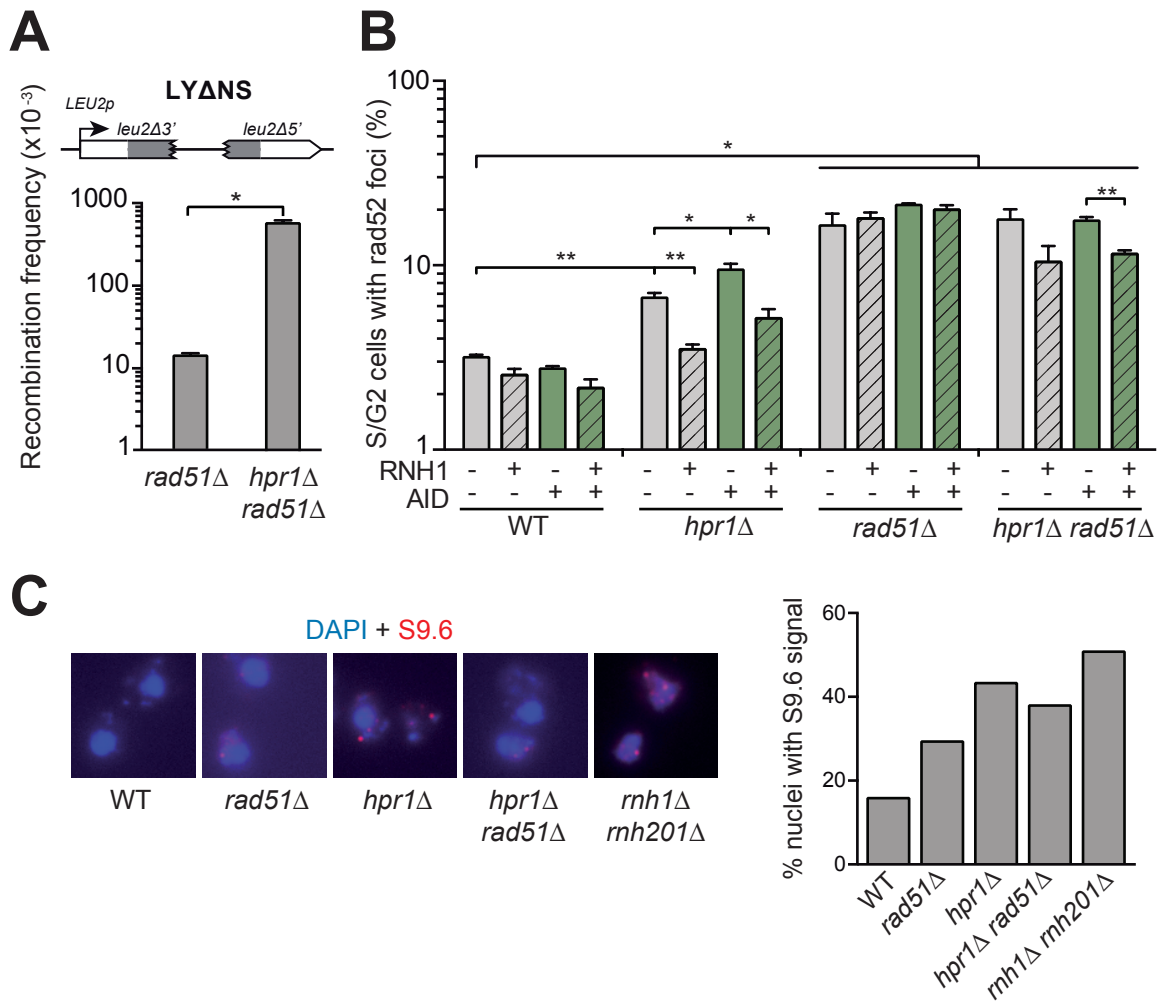 A
LYΔNS
LEU2p
leu2Δ3’ leu2Δ5’
Recombination frequency (x10⁻³)
1000
100
10
1
*
rad51Δ
hpr1Δ
rad51Δ
B
S/G2 cells with rad52 foci (%)
100
10
1
*
** * ** * **
RNH1 - + - + - + - + - + - + - + - +
AID - - + + - - + + - - + + - - + +
WT hpr1Δ rad51Δ hpr1Δ rad51Δ
C
DAPI + S9.6
WT rad51Δ hpr1Δ hpr1Δ rnh1Δ
rad51Δ rnh201Δ
% nuclei with S9.6 signal
60
40
20
0
WT
rad51Δ
hpr1Δ
hpr1Δ rad51Δ
rnh1Δ rnh201Δ